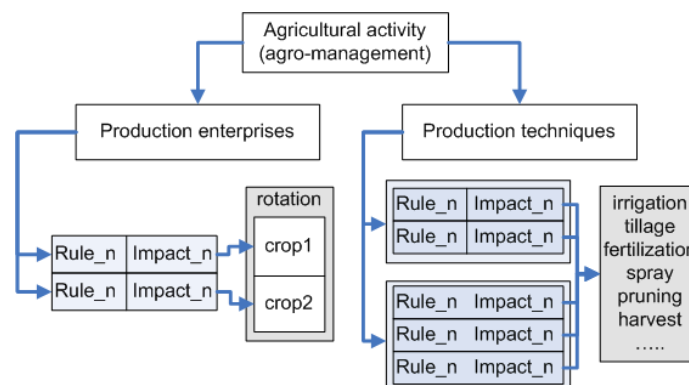 Agricultural activity
(agro-management)
Production enterprises
Production techniques
rotation
Rule_n Impact_n
crop1
Rule_n Impact_n
crop2
Rule_n Impact_n
Rule_n Impact_n
Rule_n Impact_n
Rule_n Impact_n
Rule_n Impact_n
irrigation
tillage
fertilization
spray
pruning
harvest
…..